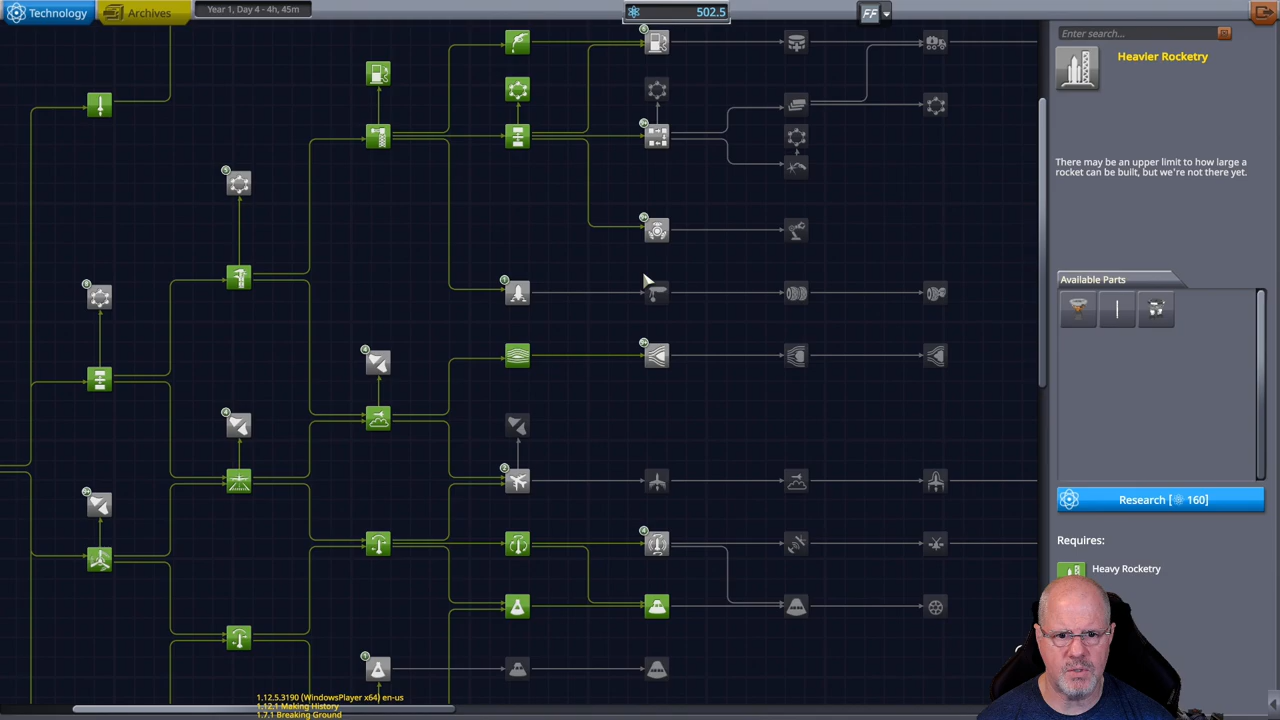 Technology
Archives
Year 1, Day 4 - 4h, 45m
502.5
FF
Enter search...
Heavier Rocketry
There may be an upper limit to how large a
rocket can be built, but we're not there yet.
Available Parts
Research [ 160]
Requires:
Heavy Rocketry
1.12.5.3190 (WindowsPlayer x64) en-us
1.12.1 Making History
1.7.1 Breaking Ground